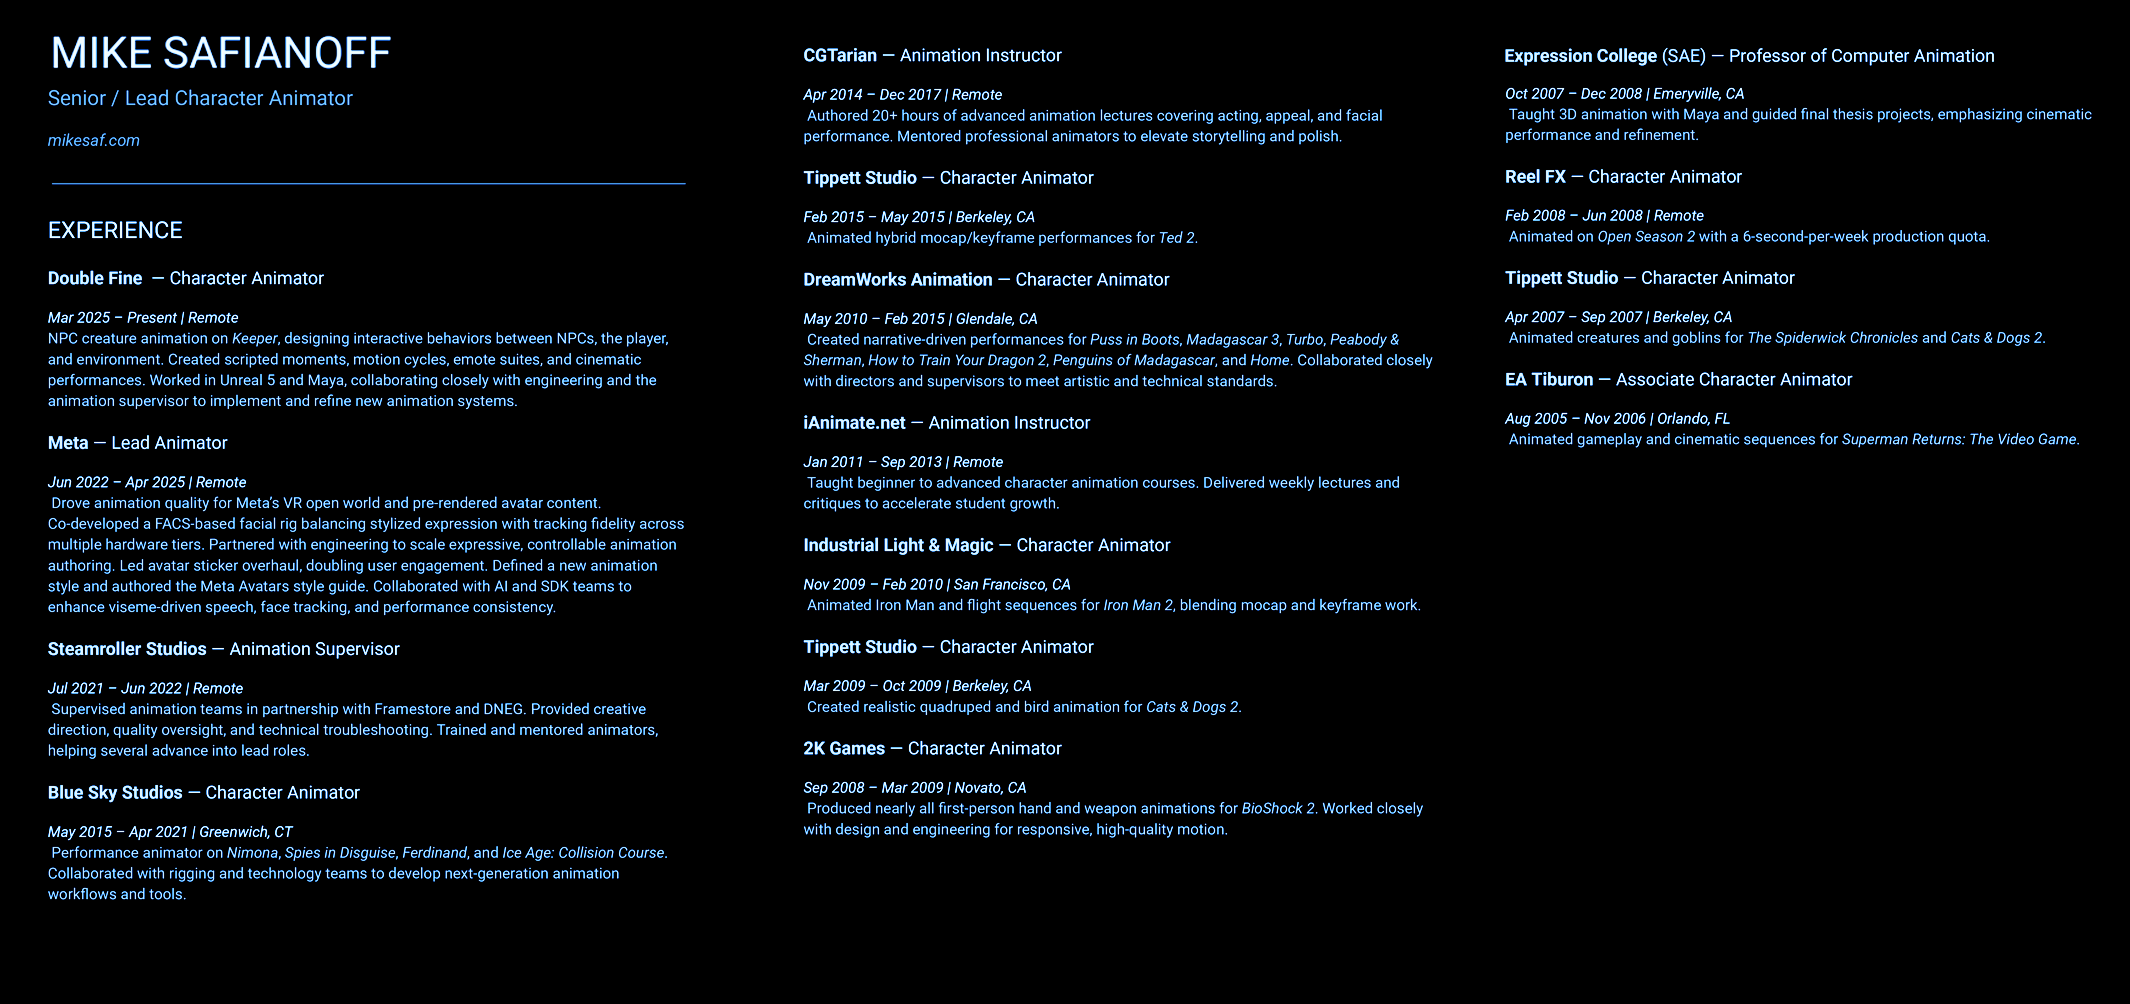 MIKE SAFIANOFF
Senior / Lead Character Animator
mikesaf.com
EXPERIENCE
Double Fine — Character Animator
Mar 2025 – Present | Remote
NPC creature animation on Keeper, designing interactive behaviors between NPCs, the player,
and environment. Created scripted moments, motion cycles, emote suites, and cinematic
performances. Worked in Unreal 5 and Maya, collaborating closely with engineering and the
animation supervisor to implement and refine new animation systems.
Meta — Lead Animator
Jun 2022 – Apr 2025 | Remote
Drove animation quality for Meta's VR open world and pre-rendered avatar content.
Co-developed a FACS-based facial rig balancing stylized expression with tracking fidelity across
multiple hardware tiers. Partnered with engineering to scale expressive, controllable animation
authoring. Led avatar sticker overhaul, doubling user engagement. Defined a new animation
style and authored the Meta Avatars style guide. Collaborated with AI and SDK teams to
enhance viseme-driven speech, face tracking, and performance consistency.
Steamroller Studios — Animation Supervisor
Jul 2021 – Jun 2022 | Remote
Supervised animation teams in partnership with Framestore and DNEG. Provided creative
direction, quality oversight, and technical troubleshooting. Trained and mentored animators,
helping several advance into lead roles.
Blue Sky Studios — Character Animator
May 2015 – Apr 2021 | Greenwich, CT
Performance animator on Nimona, Spies in Disguise, Ferdinand, and Ice Age: Collision Course.
Collaborated with rigging and technology teams to develop next-generation animation
workflows and tools.
CGTarian — Animation Instructor
Apr 2014 – Dec 2017 | Remote
Authored 20+ hours of advanced animation lectures covering acting, appeal, and facial
performance. Mentored professional animators to elevate storytelling and polish.
Tippett Studio — Character Animator
Feb 2015 – May 2015 | Berkeley, CA
Animated hybrid mocap/keyframe performances for Ted 2.
DreamWorks Animation — Character Animator
May 2010 – Feb 2015 | Glendale, CA
Created narrative-driven performances for Puss in Boots, Madagascar 3, Turbo, Peabody &
Sherman, How to Train Your Dragon 2, Penguins of Madagascar, and Home. Collaborated closely
with directors and supervisors to meet artistic and technical standards.
iAnimate.net — Animation Instructor
Jan 2011 – Sep 2013 | Remote
Taught beginner to advanced character animation courses. Delivered weekly lectures and
critiques to accelerate student growth.
Industrial Light & Magic — Character Animator
Nov 2009 – Feb 2010 | San Francisco, CA
Animated Iron Man and flight sequences for Iron Man 2, blending mocap and keyframe work.
Tippett Studio — Character Animator
Mar 2009 – Oct 2009 | Berkeley, CA
Created realistic quadruped and bird animation for Cats & Dogs 2.
2K Games — Character Animator
Sep 2008 – Mar 2009 | Novato, CA
Produced nearly all first-person hand and weapon animations for BioShock 2. Worked closely
with design and engineering for responsive, high-quality motion.
Expression College (SAE) — Professor of Computer Animation
Oct 2007 – Dec 2008 | Emeryville, CA
Taught 3D animation with Maya and guided final thesis projects, emphasizing cinematic
performance and refinement.
Reel FX — Character Animator
Feb 2008 – Jun 2008 | Remote
Animated on Open Season 2 with a 6-second-per-week production quota.
Tippett Studio — Character Animator
Apr 2007 – Sep 2007 | Berkeley, CA
Animated creatures and goblins for The Spiderwick Chronicles and Cats & Dogs 2.
EA Tiburon — Associate Character Animator
Aug 2005 – Nov 2006 | Orlando, FL
Animated gameplay and cinematic sequences for Superman Returns: The Video Game.